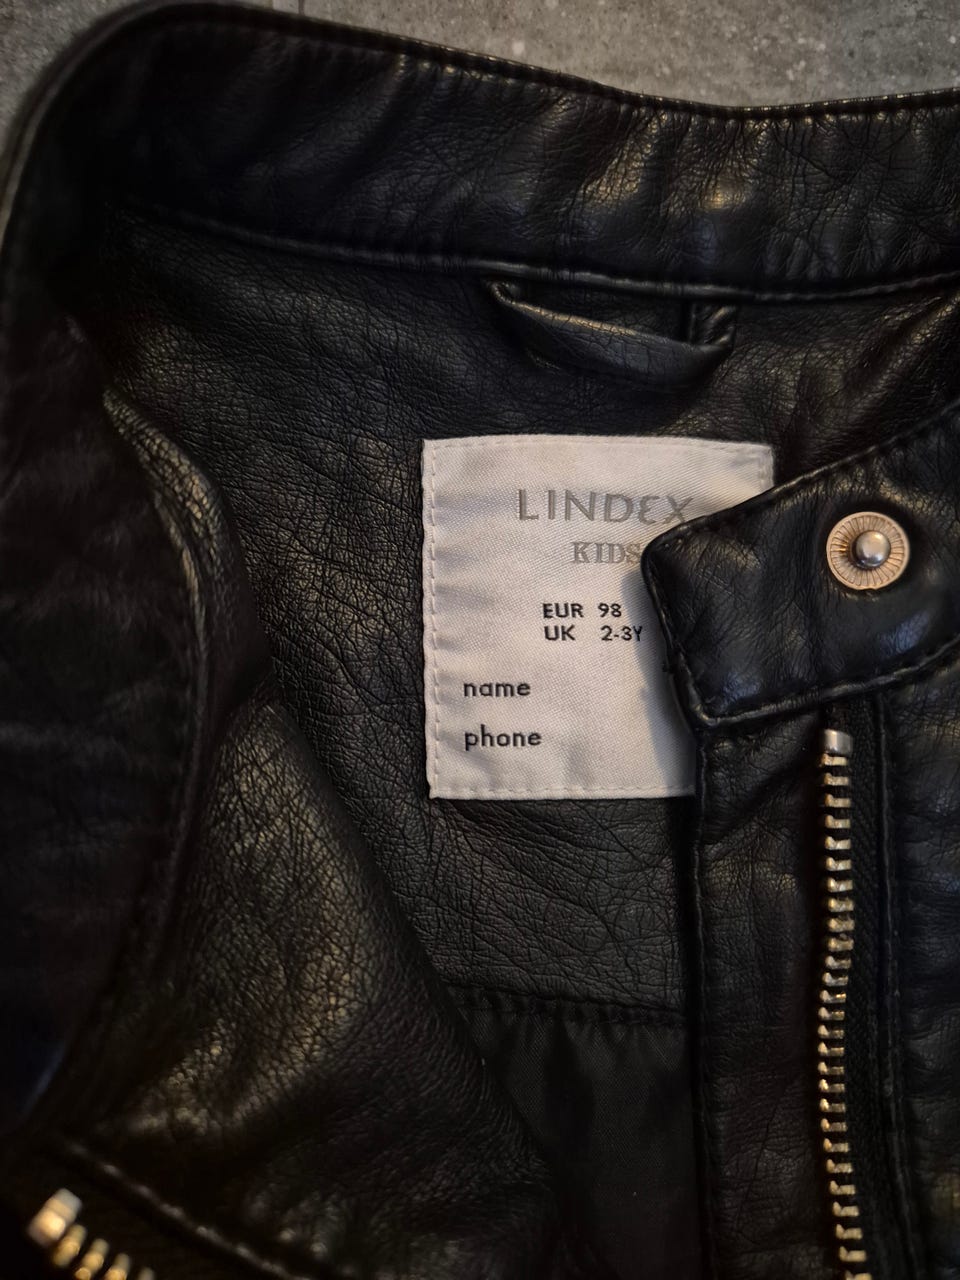 LINDEX
KIDS
EUR 98
UK 2-3Y
name
phone